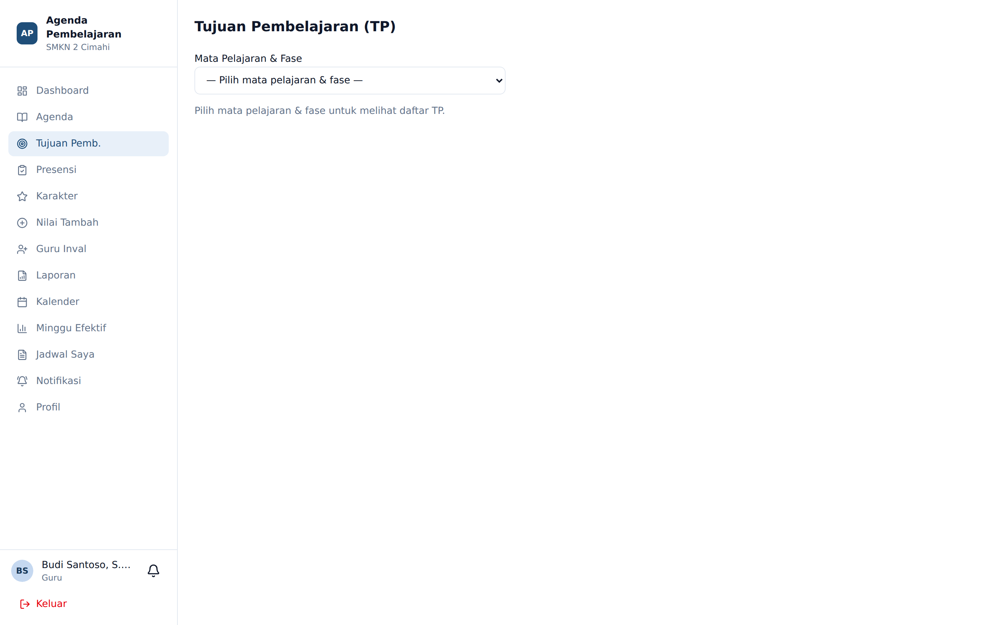 AP
Agenda
Pembelajaran
SMKN 2 Cimahi
Dashboard
Agenda
Tujuan Pemb.
Presensi
Karakter
Nilai Tambah
Guru Inval
Laporan
Kalender
Minggu Efektif
Jadwal Saya
Notifikasi
Profil
BS
Budi Santoso, S....
Guru
Keluar
Tujuan Pembelajaran (TP)
Mata Pelajaran & Fase
— Pilih mata pelajaran & fase —
Pilih mata pelajaran & fase untuk melihat daftar TP.